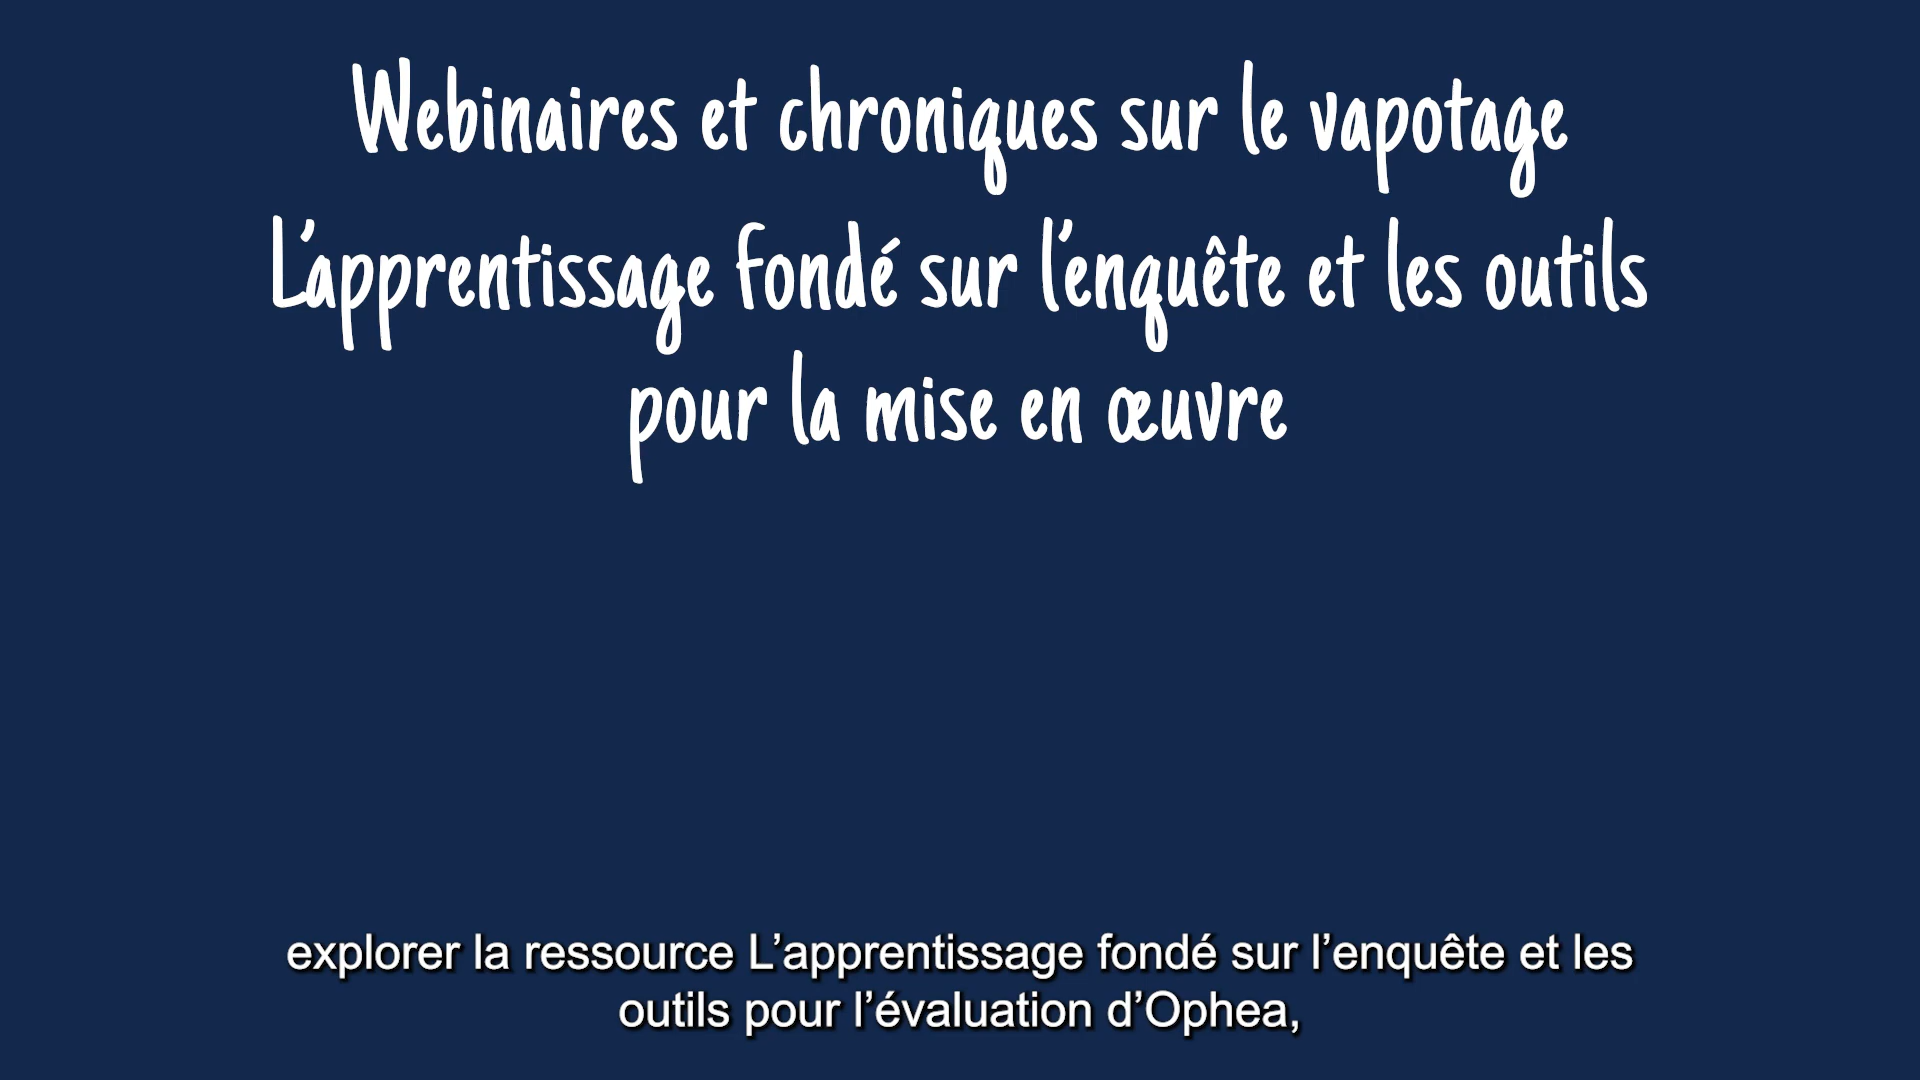 Webinaires et chroniques sur le vapotage
L'apprentissage fondé sur l'enquête et les outils
pour la mise en œuvre
explorer la ressource L’apprentissage fondé sur l’enquête et les
outils pour l’évaluation d’Ophea,